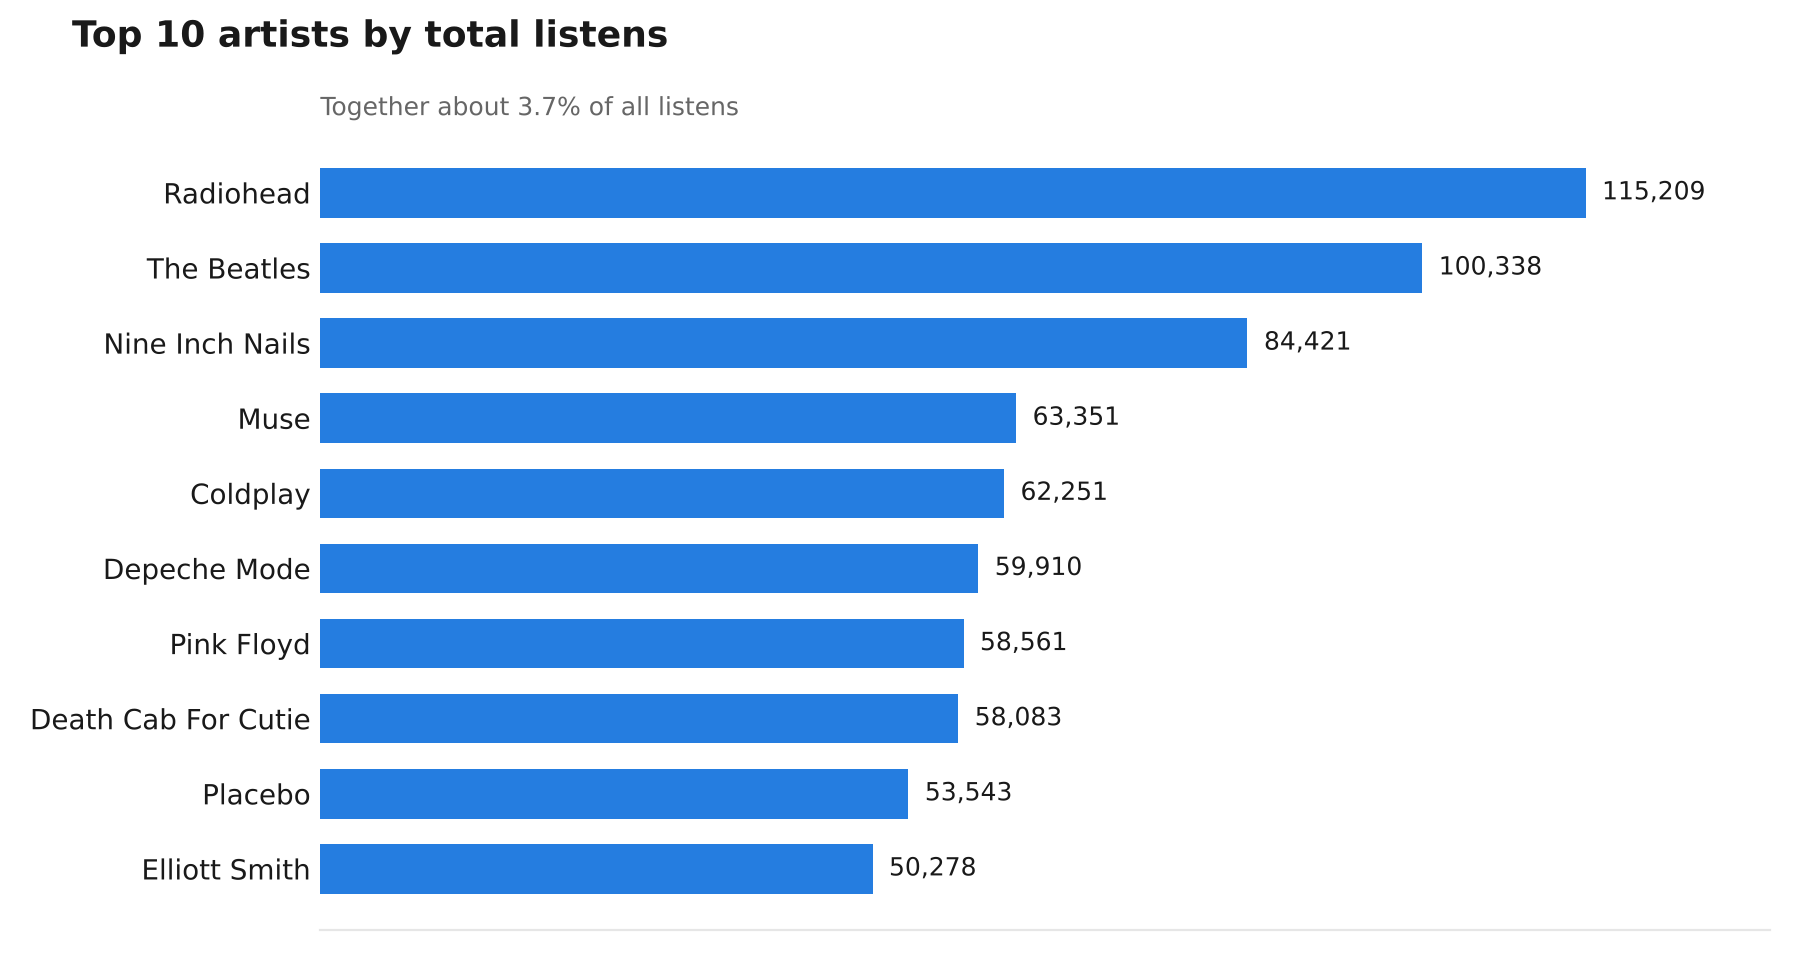 Top 10 artists by total listens
Together about 3.7% of all listens
Radiohead 115,209
The Beatles 100,338
Nine Inch Nails 84,421
Muse 63,351
Coldplay 62,251
Depeche Mode 59,910
Pink Floyd 58,561
Death Cab For Cutie 58,083
Placebo 53,543
Elliott Smith 50,278